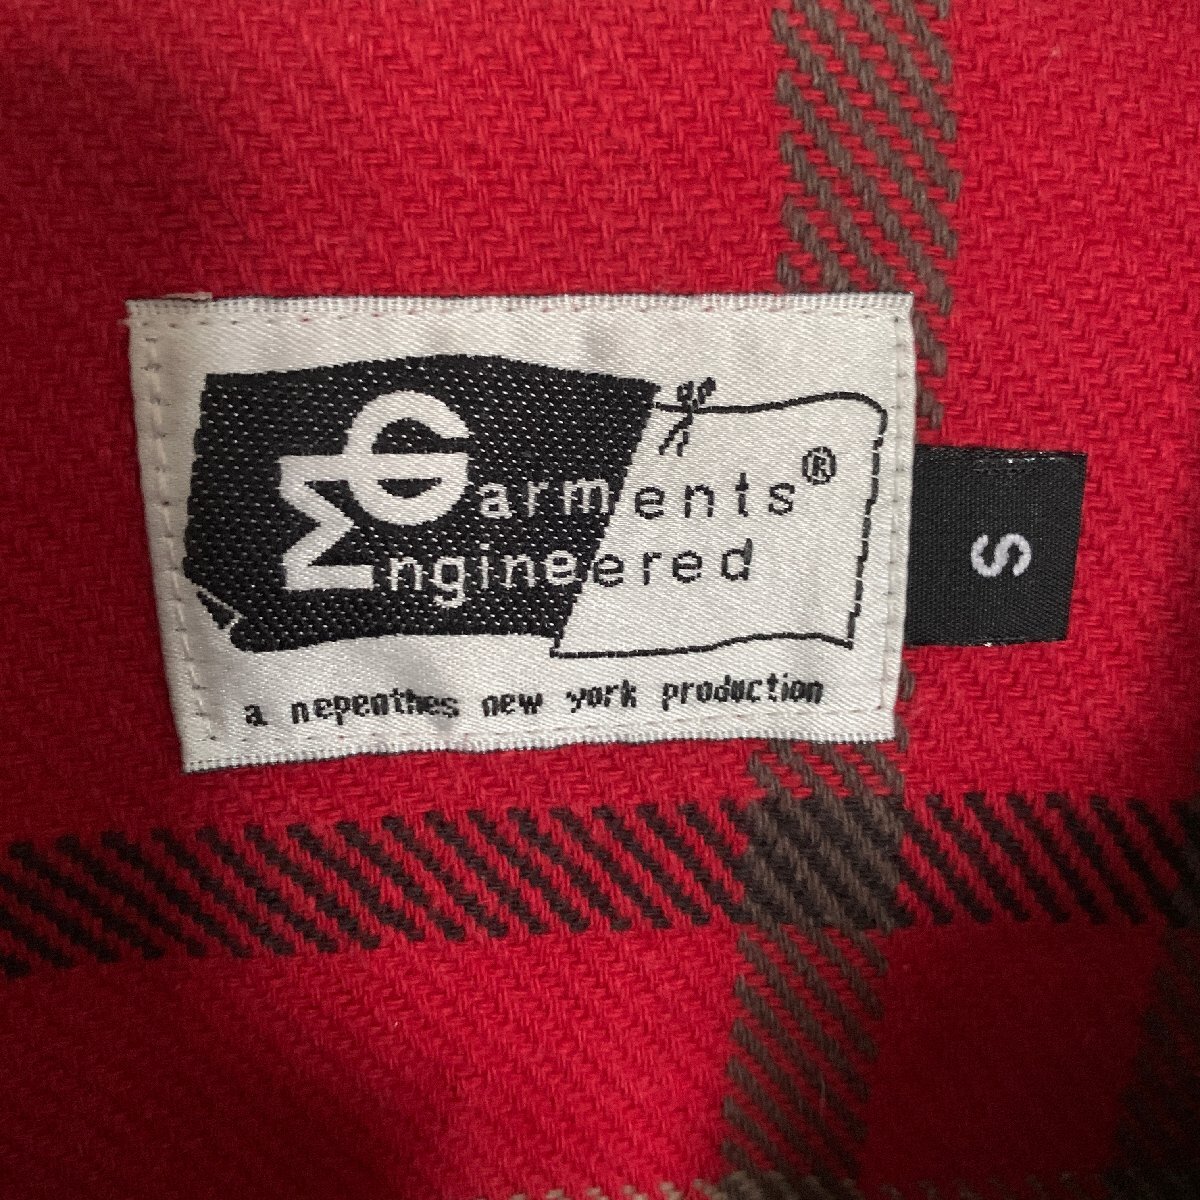 Garments®
Engineered
a nepenthes new york production
S